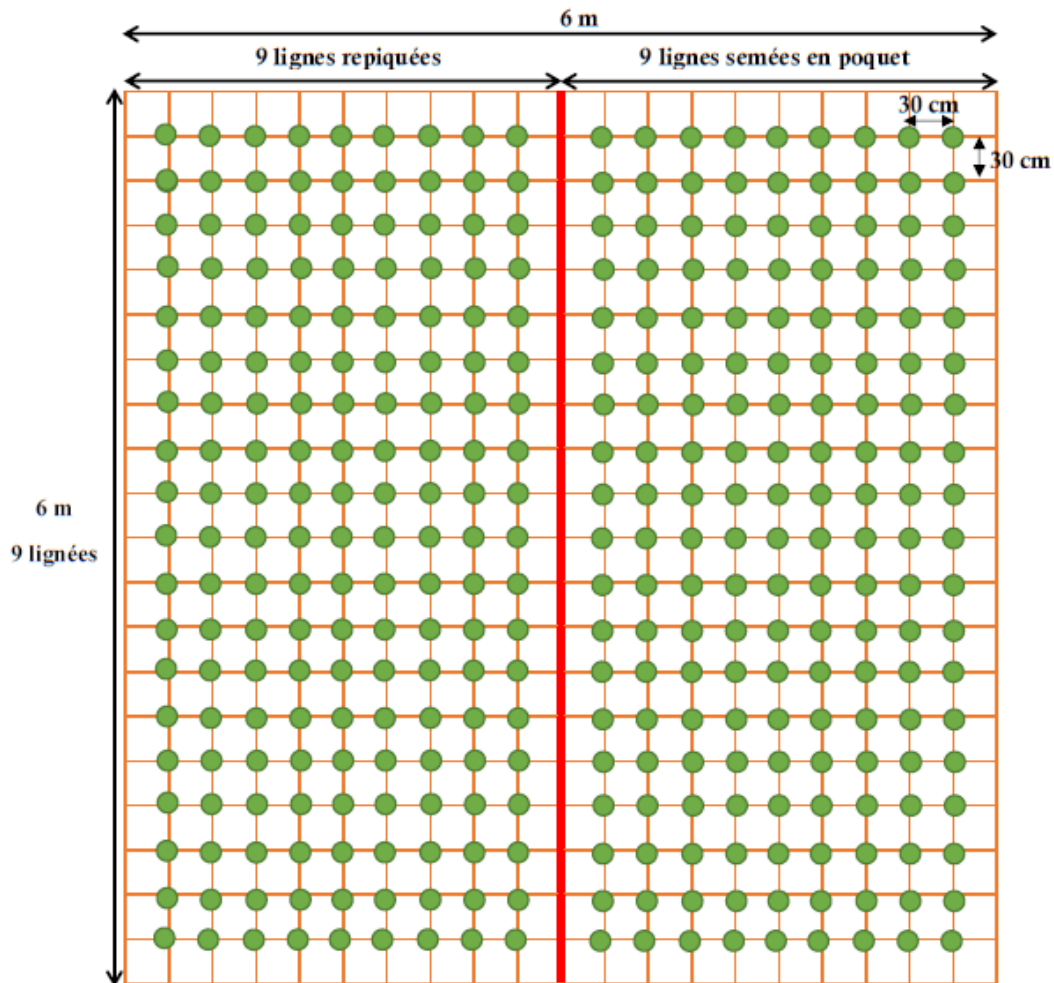 6 m
9 lignes repiquées
9 lignes semées en poquet
30 cm
30 cm
6 m
9 lignées